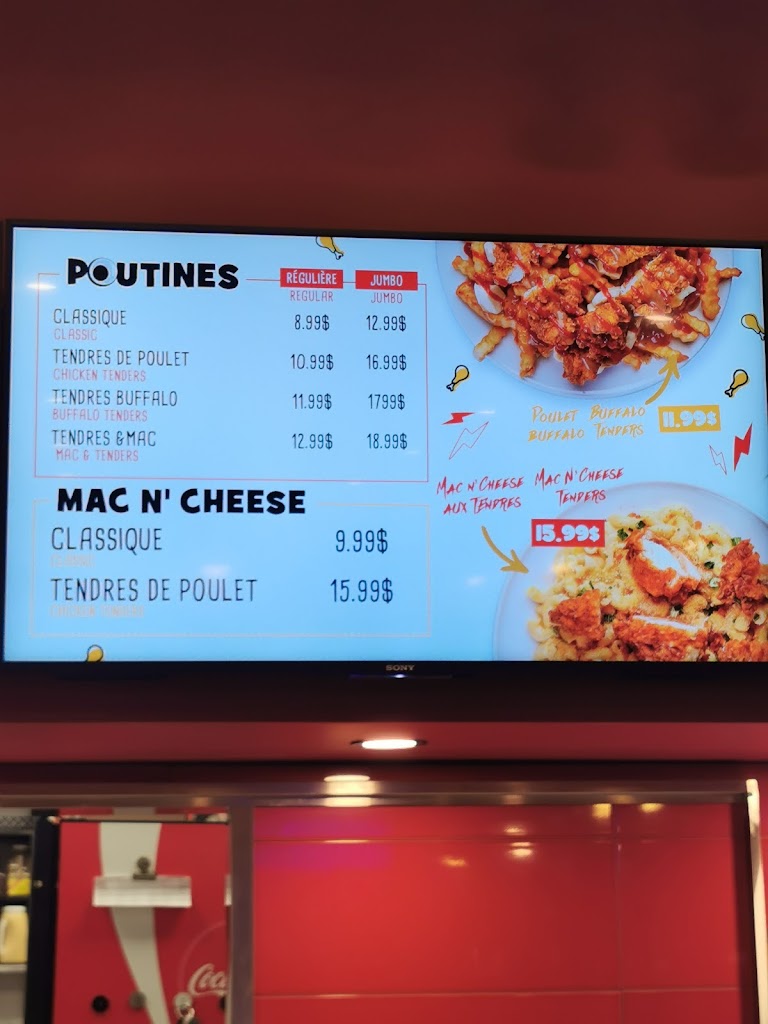 POUTINES RÉGULIÈRE JUMBO
REGULAR JUMBO
CLASSIQUE 8.99$ 12.99$
CLASSIC
TENDRES DE POULET 10.99$ 16.99$
CHICKEN TENDERS
TENDRES BUFFALO 11.99$ 1799$
BUFFALO TENDERS
TENDRES & MAC 12.99$ 18.99$
MAC & TENDERS
MAC N' CHEESE
CLASSIQUE 9.99$
CLASSIC
TENDRES DE POULET 15.99$
CHICKEN TENDERS
POULET BUFFALO
BUFFALO TENDERS
11.99$
MAC N'CHEESE
AUX TENDRES
MAC N'CHEESE
TENDERS
15.99$
SONY